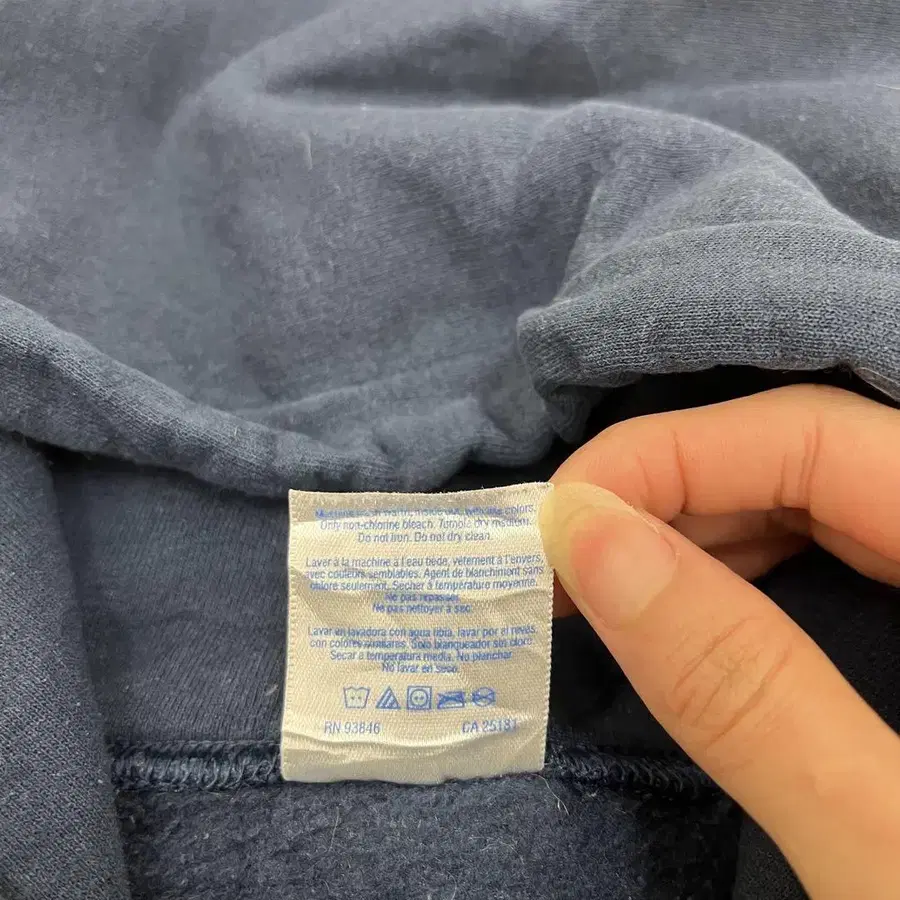 Machine wash warm, inside out, with like colors.
Only non-chlorine bleach. Tumble dry medium.
Do not iron. Do not dry clean.
Laver à la machine à l'eau tiède, vêtement à l'envers,
avec couleurs semblables. Agent de blanchiment sans
chlore seulement. Sécher à température moyenne.
Ne pas repasser.
Ne pas nettoyer à sec.
Lavar en lavadora con agua tibia, lavar por el revés,
con colores similares. Solo blanqueador sin cloro
Secar a temperatura media. No planchar.
No lavar en seco.
RN 93846 CA 25181